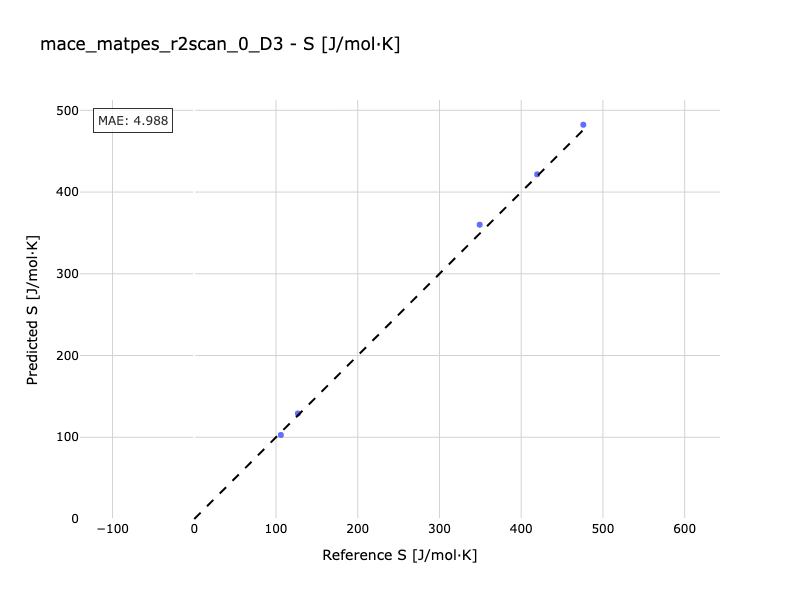 mace_matpes_r2scan_0_D3 - S [J/mol·K]
MAE: 4.988
500
400
300
200
100
0
Predicted S [J/mol·K]
−100 0 100 200 300 400 500 600
Reference S [J/mol·K]